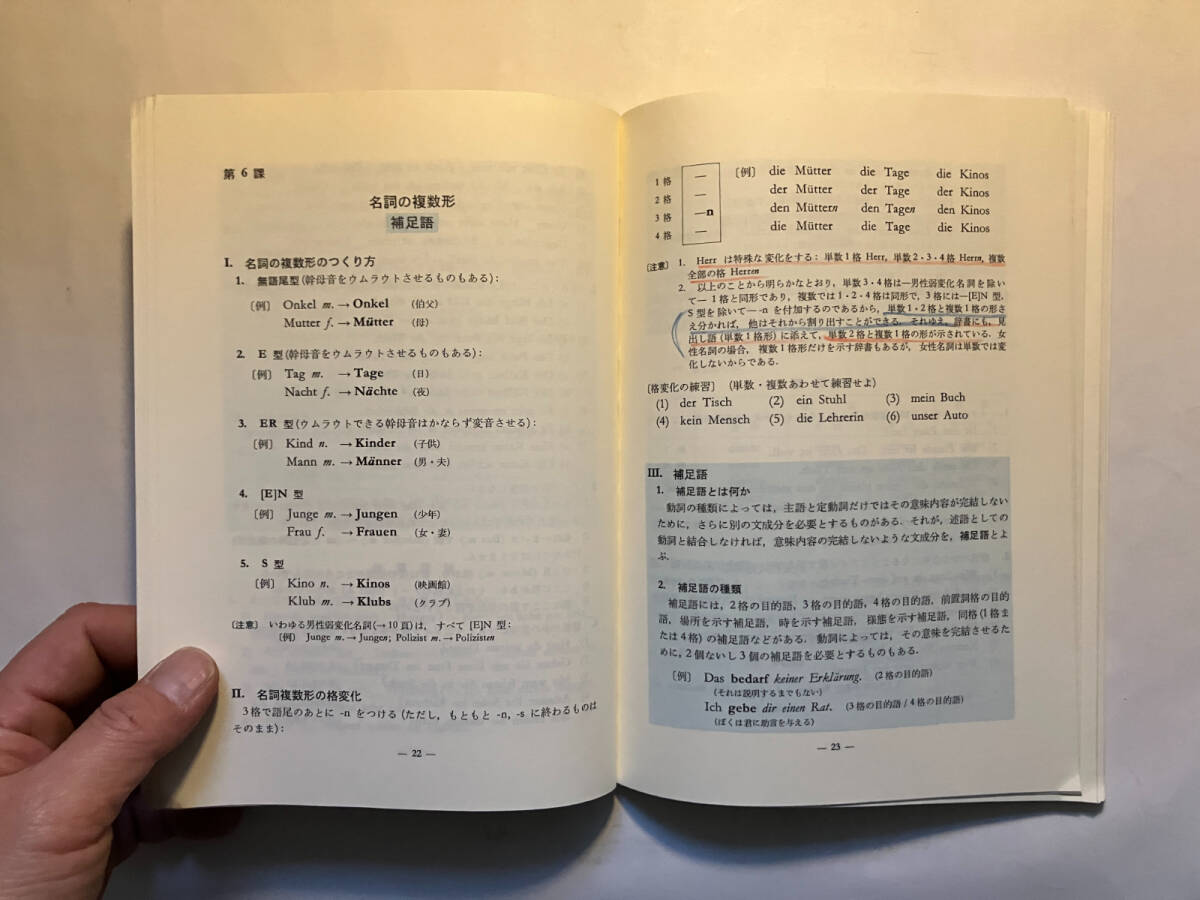 第 6 課
名詞の複数形
補足語
I. 名詞の複数形のつくり方
1. 無語尾型(幹母音をウムラウトさせるものもある):
〔例〕 Onkel m. → Onkel (伯父)
Mutter f. → Mütter (母)
2. E 型(幹母音をウムラウトさせるものもある):
〔例〕 Tag m. → Tage (日)
Nacht f. → Nächte (夜)
3. ER 型(ウムラウトできる幹母音はかならず変音させる):
〔例〕 Kind n. → Kinder (子供)
Mann m. → Männer (男・夫)
4. [E]N 型
〔例〕 Junge m. → Jungen (少年)
Frau f. → Frauen (女・妻)
5. S 型
〔例〕 Kino n. → Kinos (映画館)
Klub m. → Klubs (クラブ)
〔注意〕 いわゆる男性弱変化名詞(→10 頁)は, すべて [E]N 型:
〔例〕 Junge m. → Jungen; Polizist m. → Polizisten
II. 名詞複数形の格変化
3 格で語尾のあとに -n をつける (ただし, もともと -n, -s に終わるものは
そのまま):
— 22 —
1 格 — 〔例〕 die Mütter die Tage die Kinos
2 格 — der Mütter der Tage der Kinos
3 格 —n den Müttern den Tagen den Kinos
4 格 — die Mütter die Tage die Kinos
〔注意〕 1. Herr は特殊な変化をする: 単数1格 Herr, 単数 2・3・4 格 Herrn, 複数
全部の格 Herren
2. 以上のことから明らかなとおり, 単数 3・4 格は—男性弱変化名詞を除い
て— 1 格と同形であり, 複数では 1・2・4 格は同形で, 3 格には—[E]N 型,
S 型を除いて— -n を付加するのであるから, 単数 1・2 格と複数 1 格の形さ
え分かれば, 他はそれから割り出すことができる. それゆえ, 辞書にも, 見
出し語 (単数 1 格形) に添えて, 単数 2 格と複数 1 格の形が示されている. 女
性名詞の場合, 複数 1 格形だけを示す辞書もあるが, 女性名詞は単数では変
化しないからである.
〔格変化の練習〕 (単数・複数あわせて練習せよ)
(1) der Tisch (2) ein Stuhl (3) mein Buch
(4) kein Mensch (5) die Lehrerin (6) unser Auto
III. 補足語
1. 補足語とは何か
動詞の種類によっては, 主語と定動詞だけではその意味内容が完結しない
ために, さらに別の文成分を必要とするものがある. それが, 述語としての
動詞と結合しなければ, 意味内容の完結しないような文成分を, 補足語とよ
ぶ.
2. 補足語の種類
補足語には, 2 格の目的語, 3 格の目的語, 4 格の目的語, 前置詞格の目的
語, 場所を示す補足語, 時を示す補足語, 様態を示す補足語, 同格 (1 格ま
たは 4 格) の補足語などがある. 動詞によっては, その意味を完結させるた
めに, 2 個ないし 3 個の補足語を必要とするものもある.
〔例〕 Das bedarf keiner Erklärung. (2 格の目的語)
(それは説明するまでもない)
Ich gebe dir einen Rat. (3 格の目的語 / 4 格の目的語)
(ぼくは君に助言を与える)
— 23 —